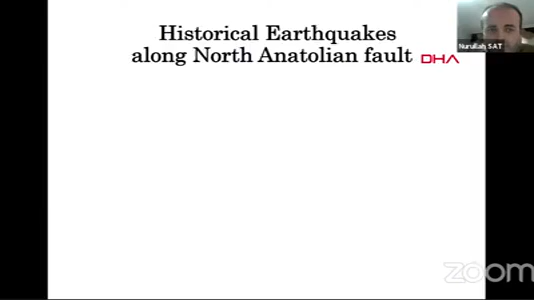 Historical Earthquakes
along North Anatolian fault
DHA
Nurullah SAT
zoom